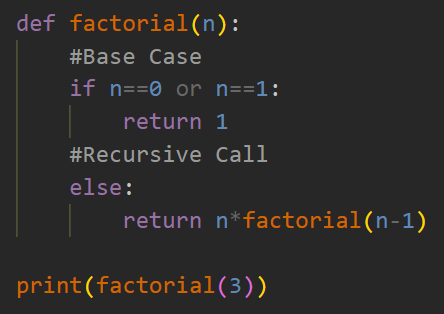 def factorial(n):
    #Base Case
    if n==0 or n==1:
        return 1
    #Recursive Call
    else:
        return n*factorial(n-1)

print(factorial(3))